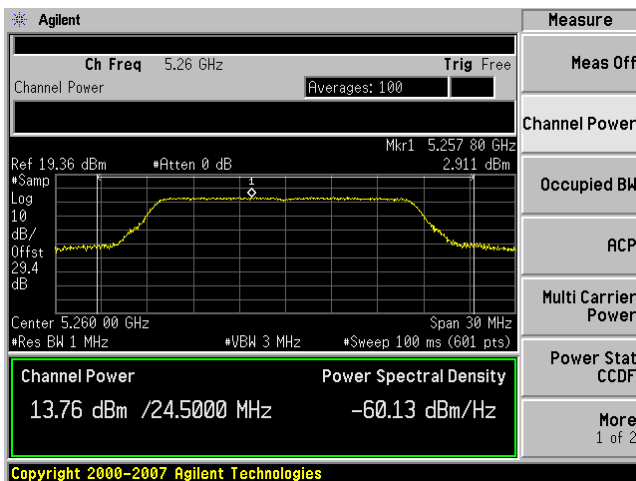 Agilent
Measure
Ch Freq 5.26 GHz Trig Free
Channel Power Averages: 100
Mkr1 5.257 80 GHz
Ref 19.36 dBm #Atten 0 dB 2.911 dBm
#Samp
Log
10
dB/
Offst
29.4
dB
1
Center 5.260 00 GHz Span 30 MHz
#Res BW 1 MHz #VBW 3 MHz #Sweep 100 ms (601 pts)
Channel Power Power Spectral Density
13.76 dBm /24.5000 MHz -60.13 dBm/Hz
Meas Off
Channel Power
Occupied BW
ACP
Multi Carrier
Power
Power Stat
CCDF
More
1 of 2
Copyright 2000-2007 Agilent Technologies